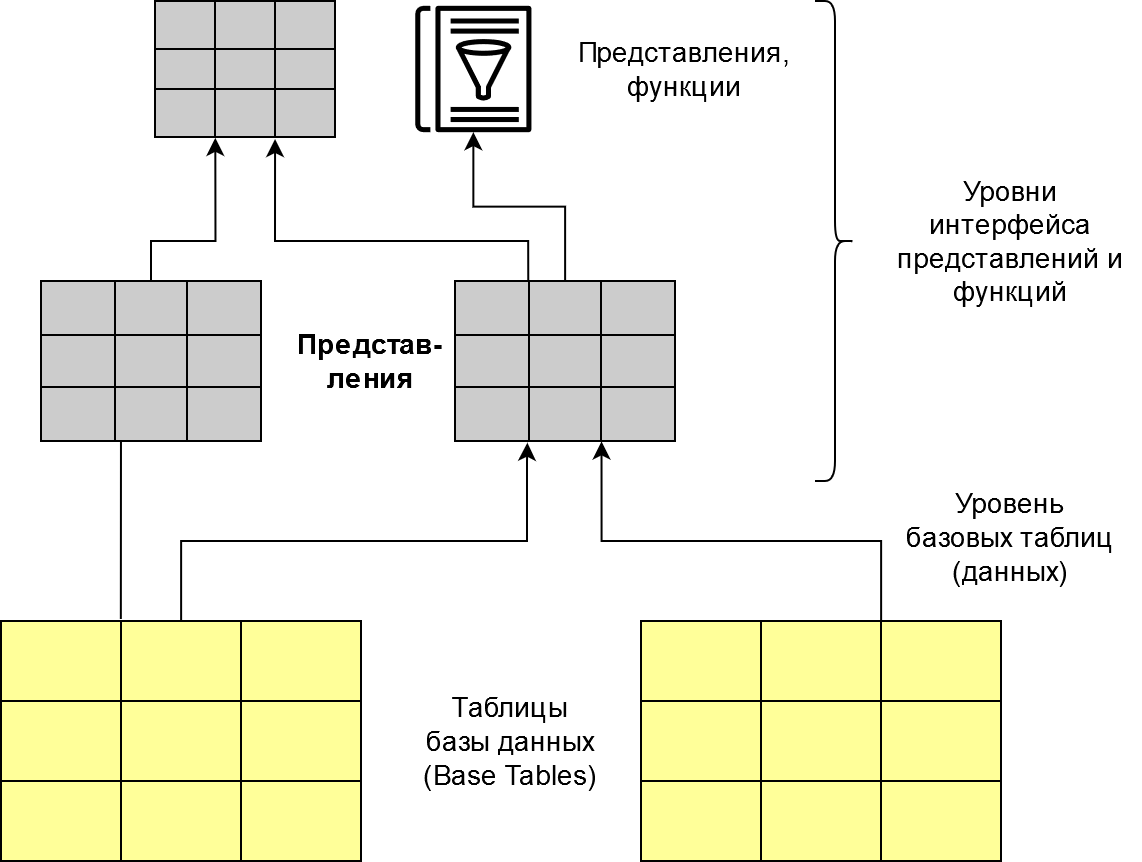 Представления,
функции
Уровни
интерфейса
представлений и
функций
Представ-
ления
Уровень
базовых таблиц
(данных)
Таблицы
базы данных
(Base Tables)